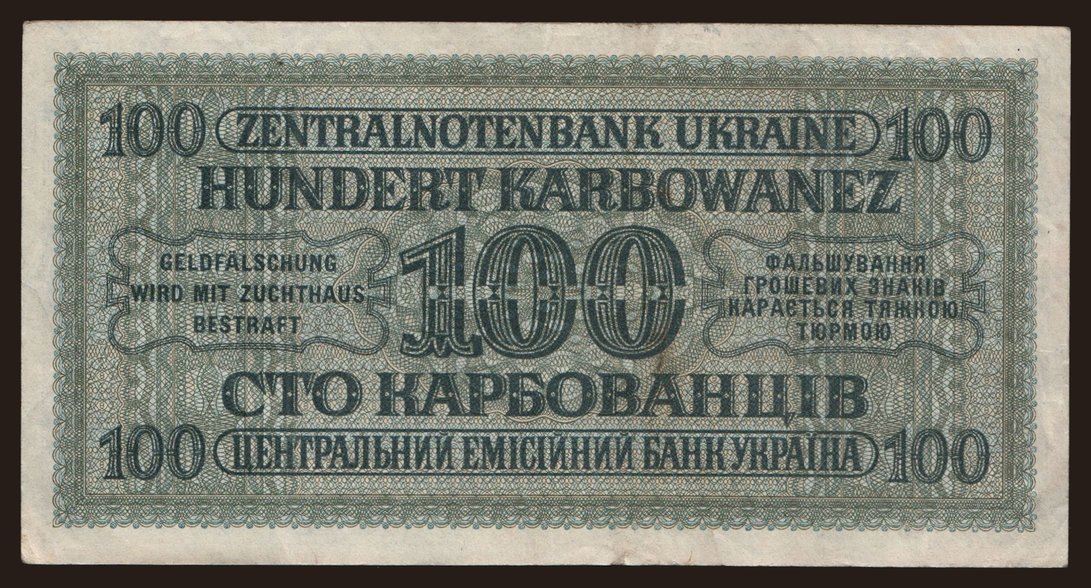 100 ZENTRALNOTENBANK UKRAINE 100
HUNDERT KARBOWANEZ
GELDFÄLSCHUNG
WIRD MIT ZUCHTHAUS
BESTRAFT
100
ФАЛЬШУВАННЯ
ГРОШЕВИХ ЗНАКІВ
КАРАЄТЬСЯ ТЯЖКОЮ
ТЮРМОЮ
СТО КАРБОВАНЦІВ
100 ЦЕНТРАЛЬНИЙ ЕМІСІЙНИЙ БАНК УКРАЇНА 100